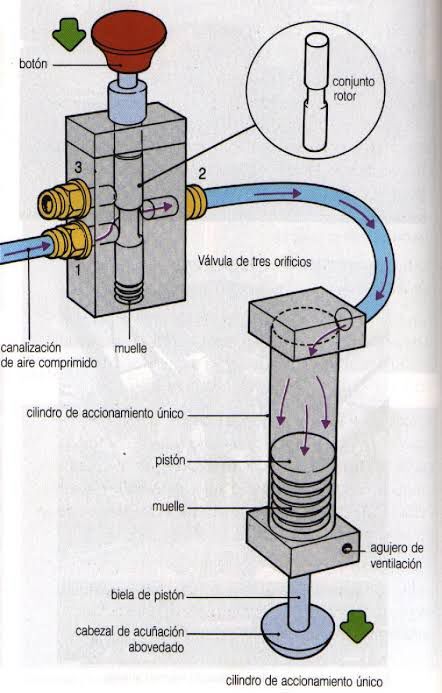 botón
conjunto
rotor
3
2
1
Válvula de tres orificios
canalización
de aire comprimido
muelle
cilindro de accionamiento único
pistón
muelle
agujero de
ventilación
biela de pistón
cabezal de acuñación
abovedado
cilindro de accionamiento único